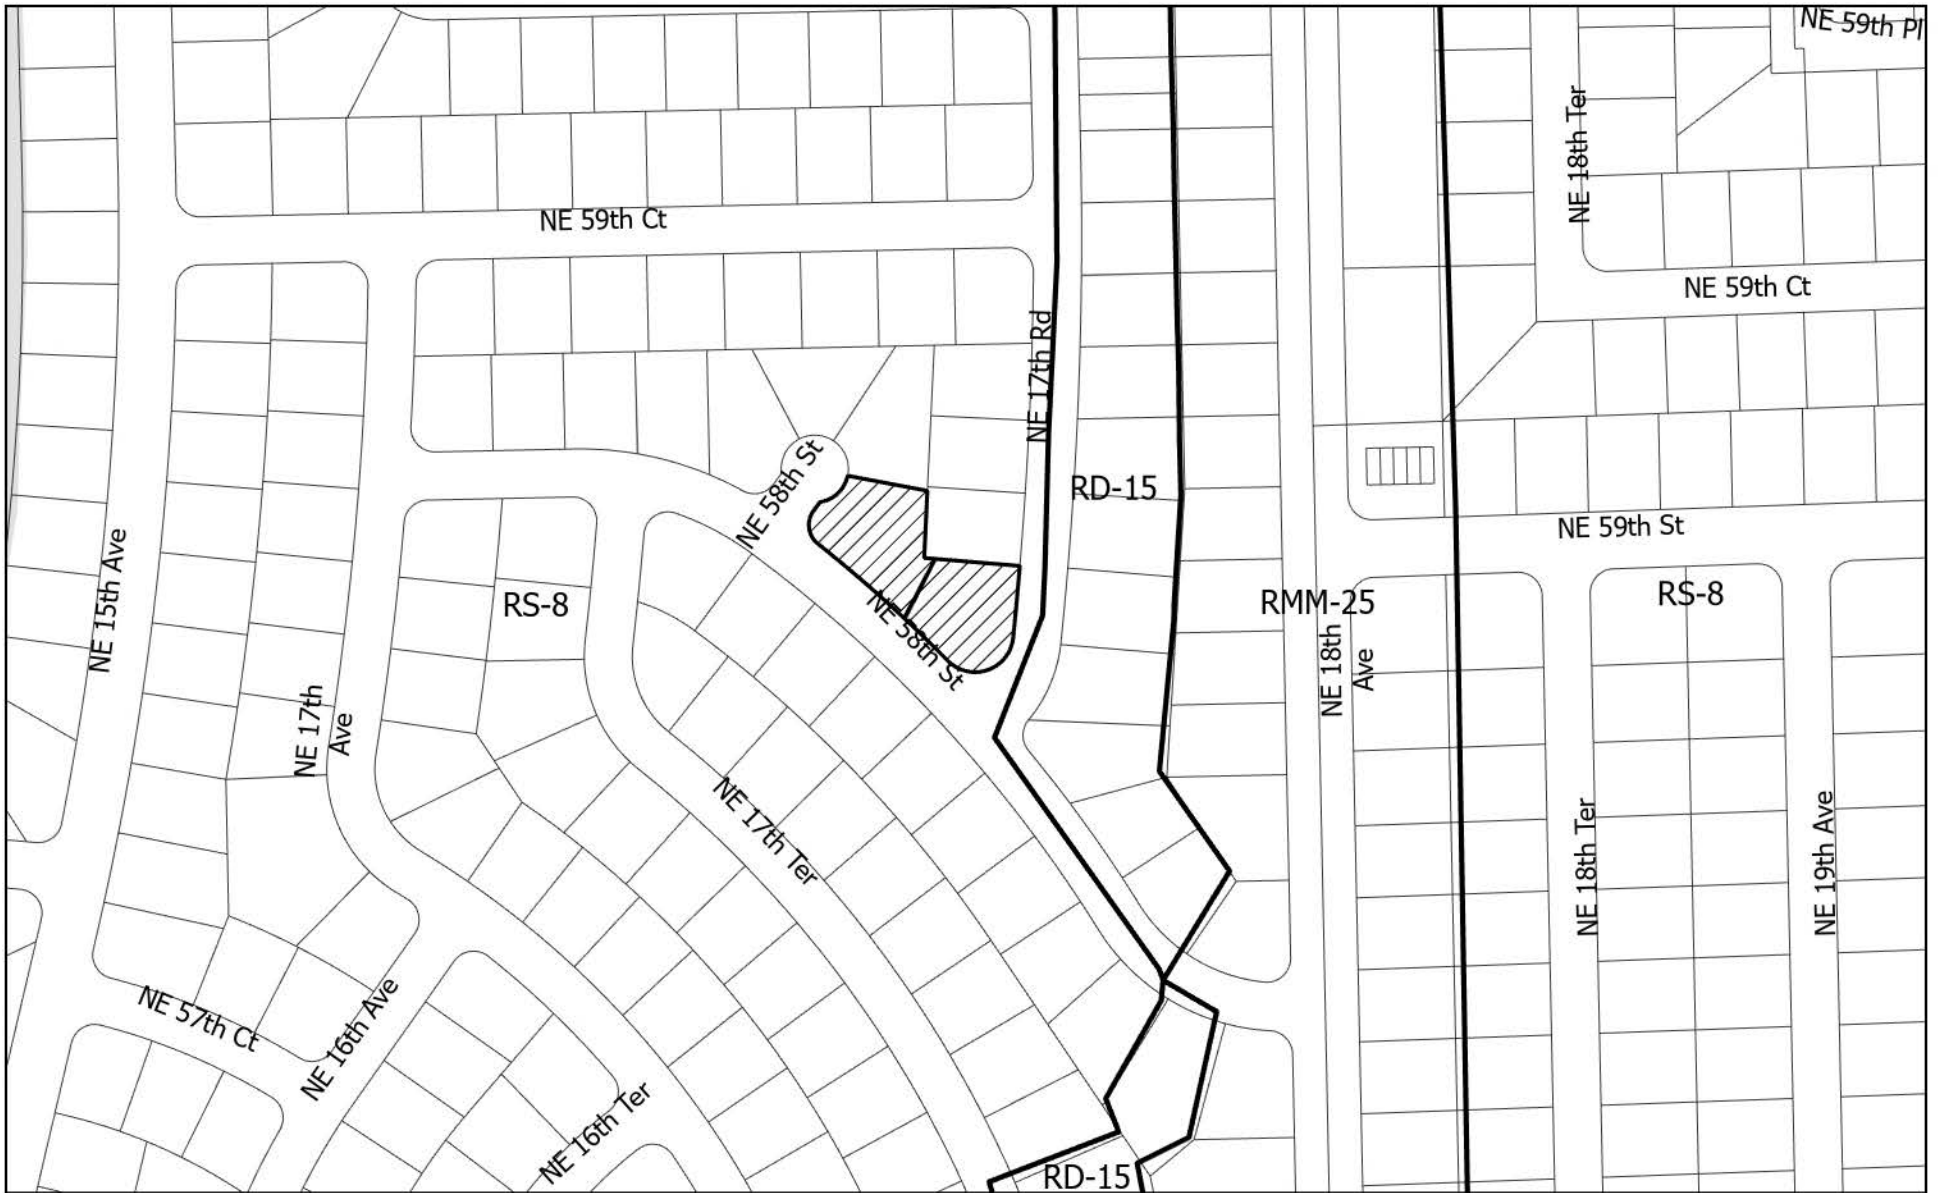 NE 59th Pl
NE 18th Ter
NE 59th Ct
NE 59th Ct
NE 17th Rd
NE 58th St
RD-15
NE 59th St
NE 15th Ave
RS-8
NE 58th St
RMM-25
RS-8
NE 18th
Ave
NE 17th
Ave
NE 17th Ter
NE 18th Ter
NE 19th Ave
NE 57th Ct
NE 16th Ave
NE 16th Ter
RD-15